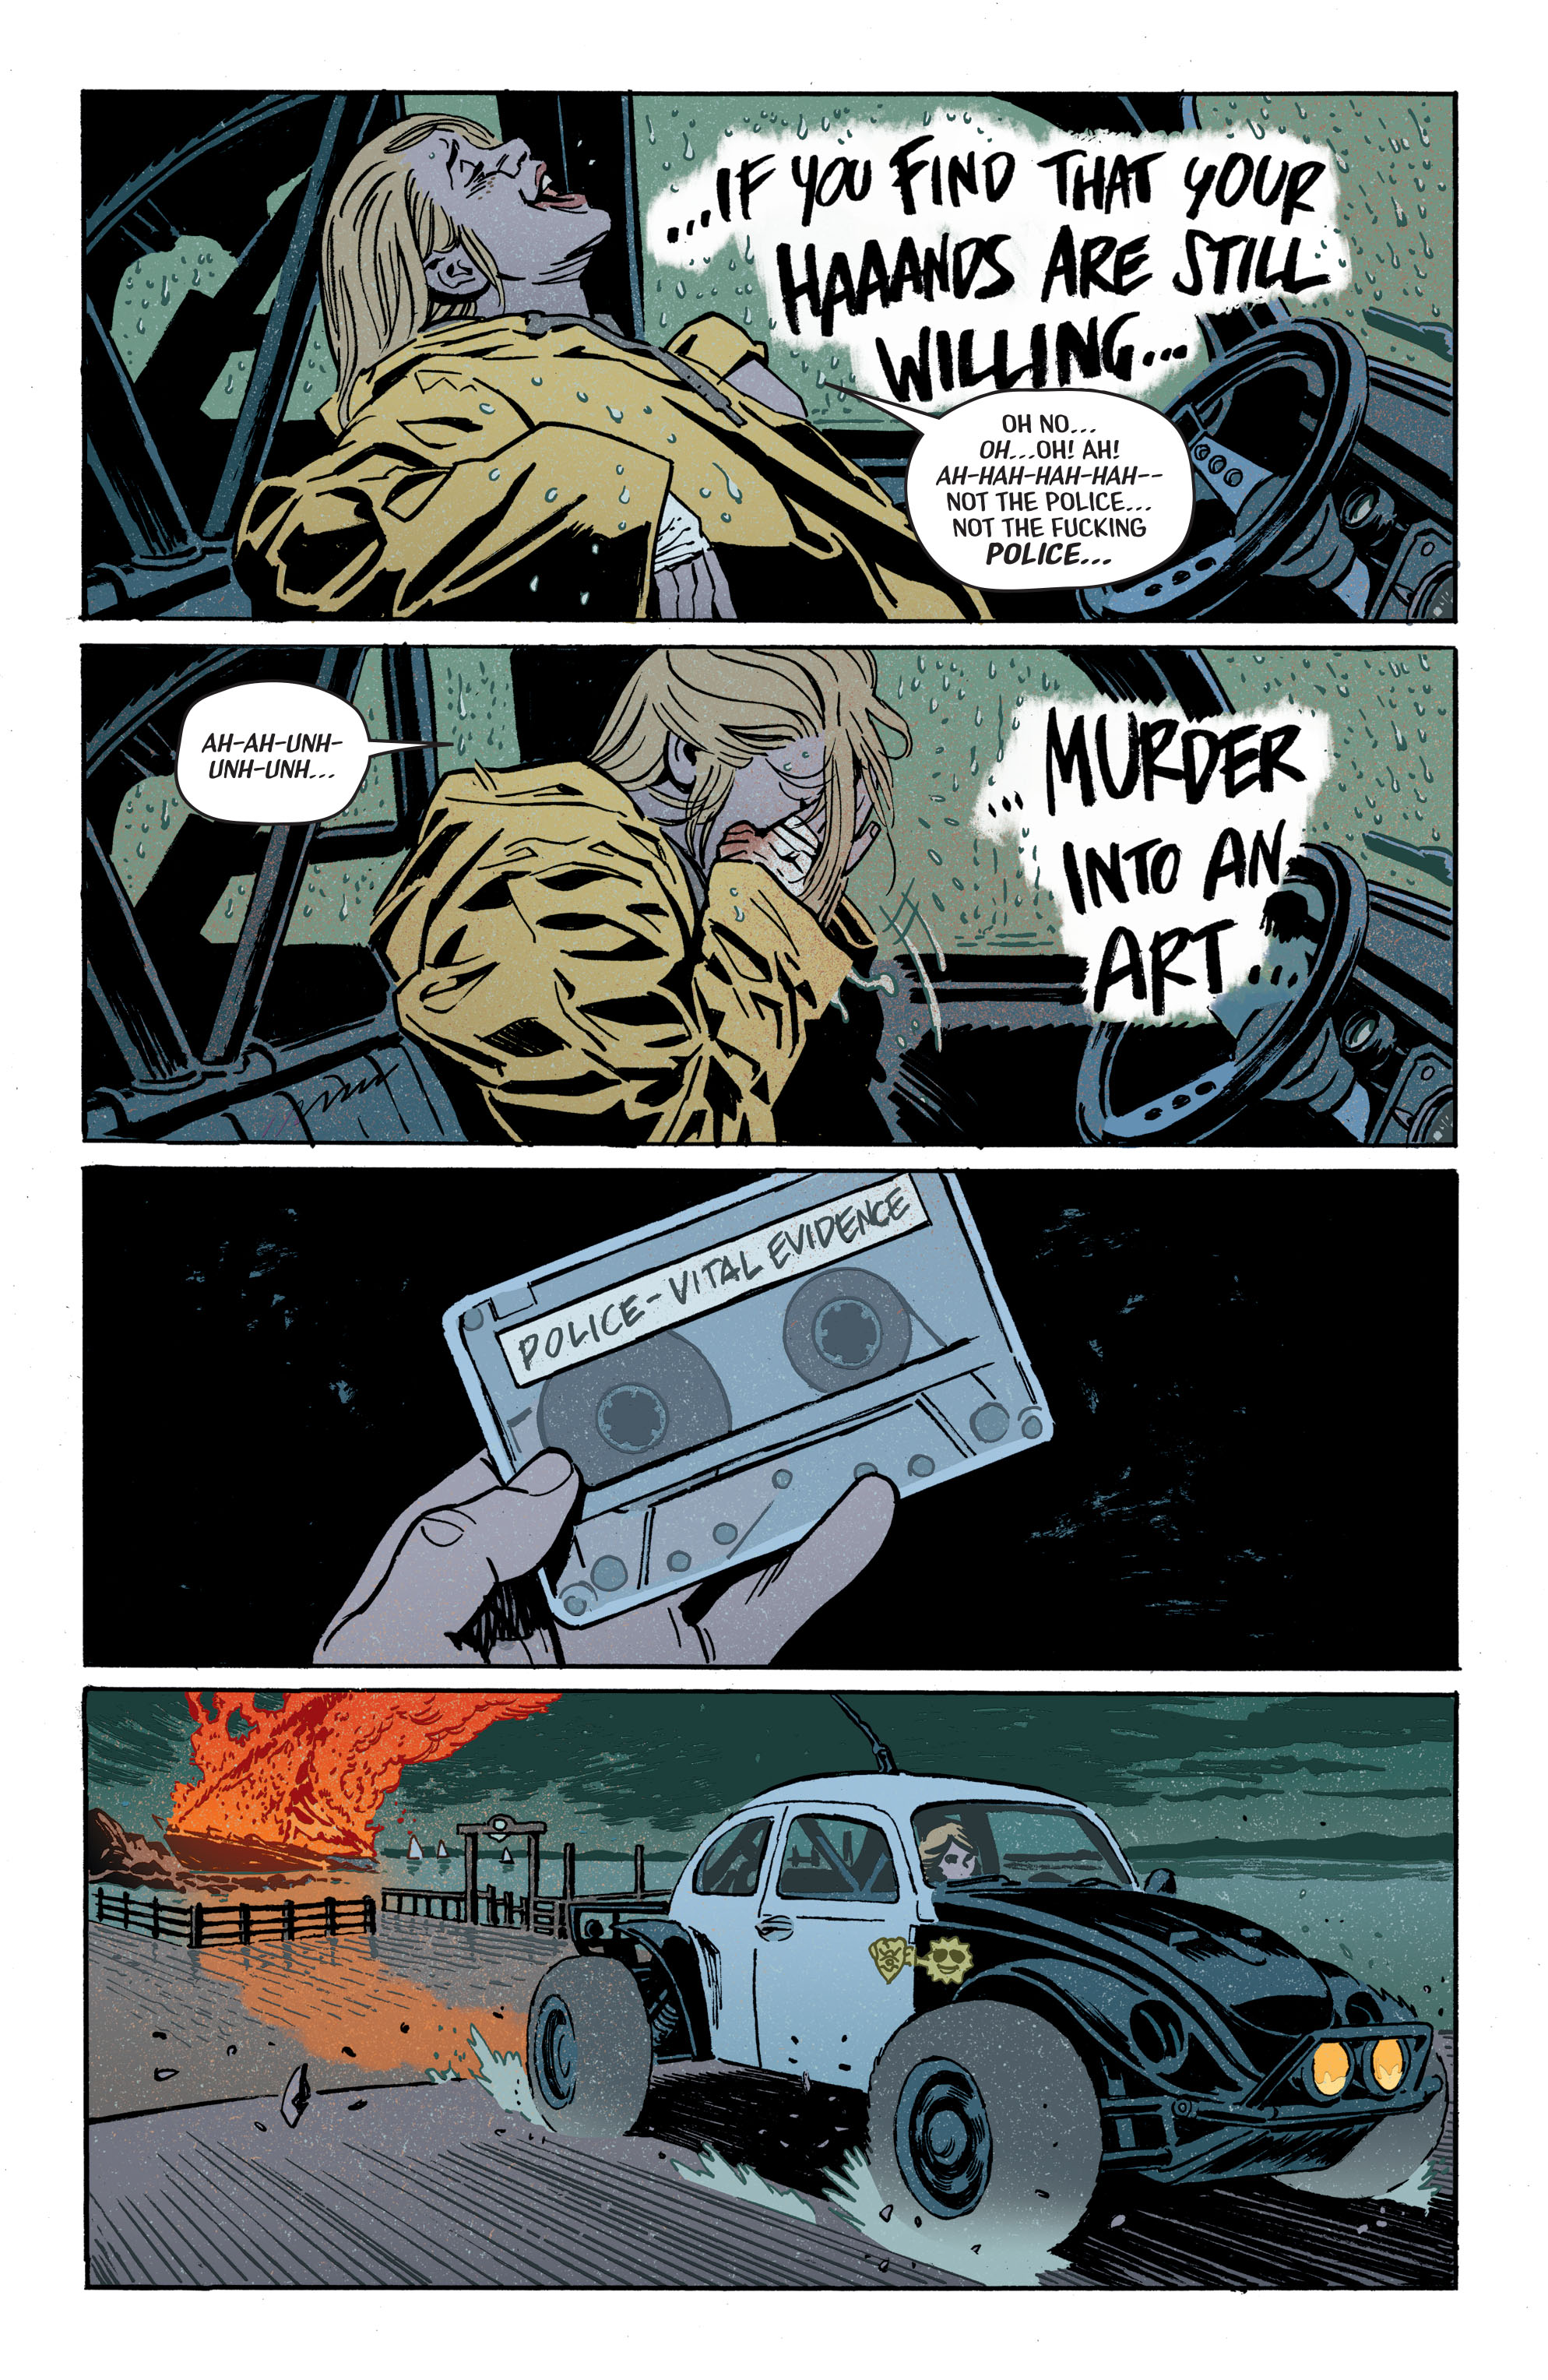 ...IF YOU FIND THAT YOUR
HAAANDS ARE STILL
WILLING...
OH NO...
OH...OH! AH!
AH-HAH-HAH-HAH--
NOT THE POLICE...
NOT THE FUCKING
POLICE...
AH-AH-UNH-
UNH-UNH...
...MURDER
INTO AN
ART...
POLICE-VITAL EVIDENCE